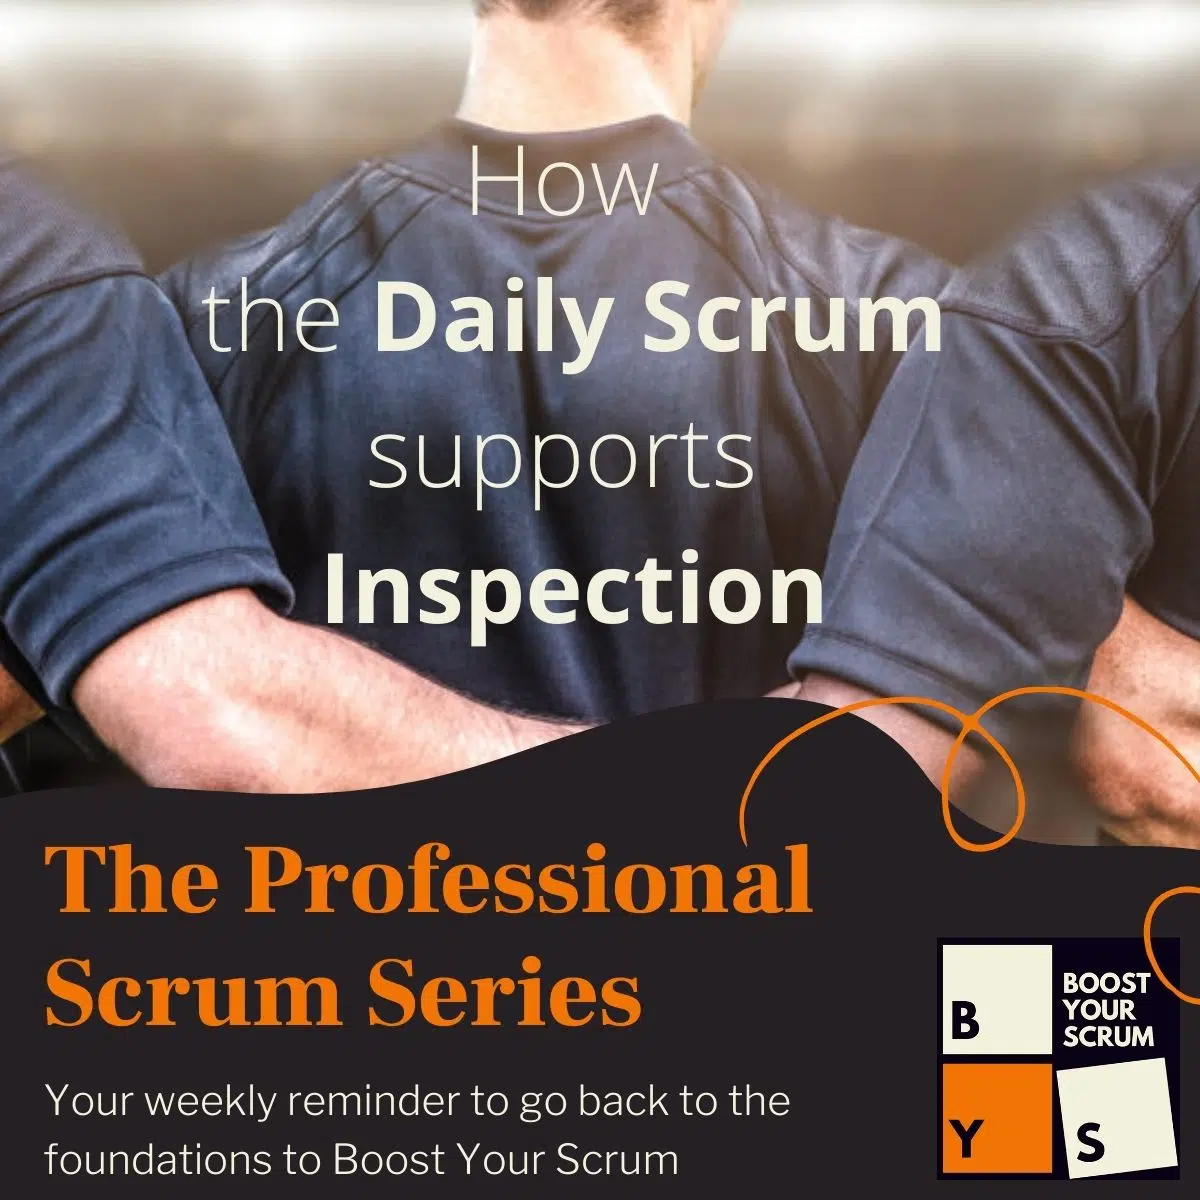 How
the Daily Scrum
supports
Inspection
The Professional
Scrum Series
Your weekly reminder to go back to the
foundations to Boost Your Scrum
B
BOOST
YOUR
SCRUM
Y
S